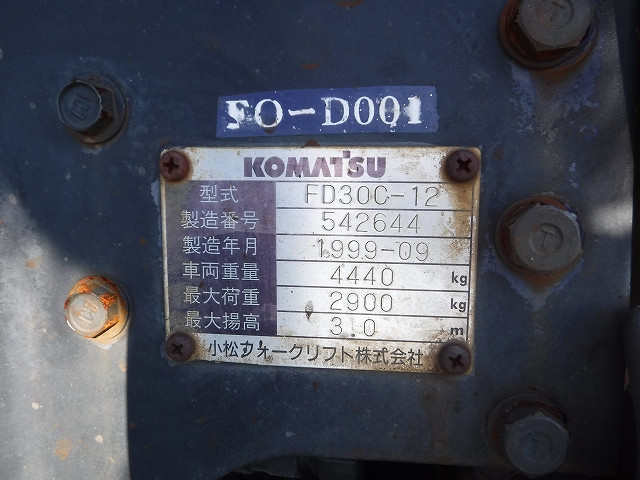 FO-D001
KOMATSU
型式 FD30C-12
製造番号 542644
製造年月 1999-09
車両重量 4440 kg
最大荷重 2900 kg
最大揚高 3.0 m
小松フォークリフト株式会社